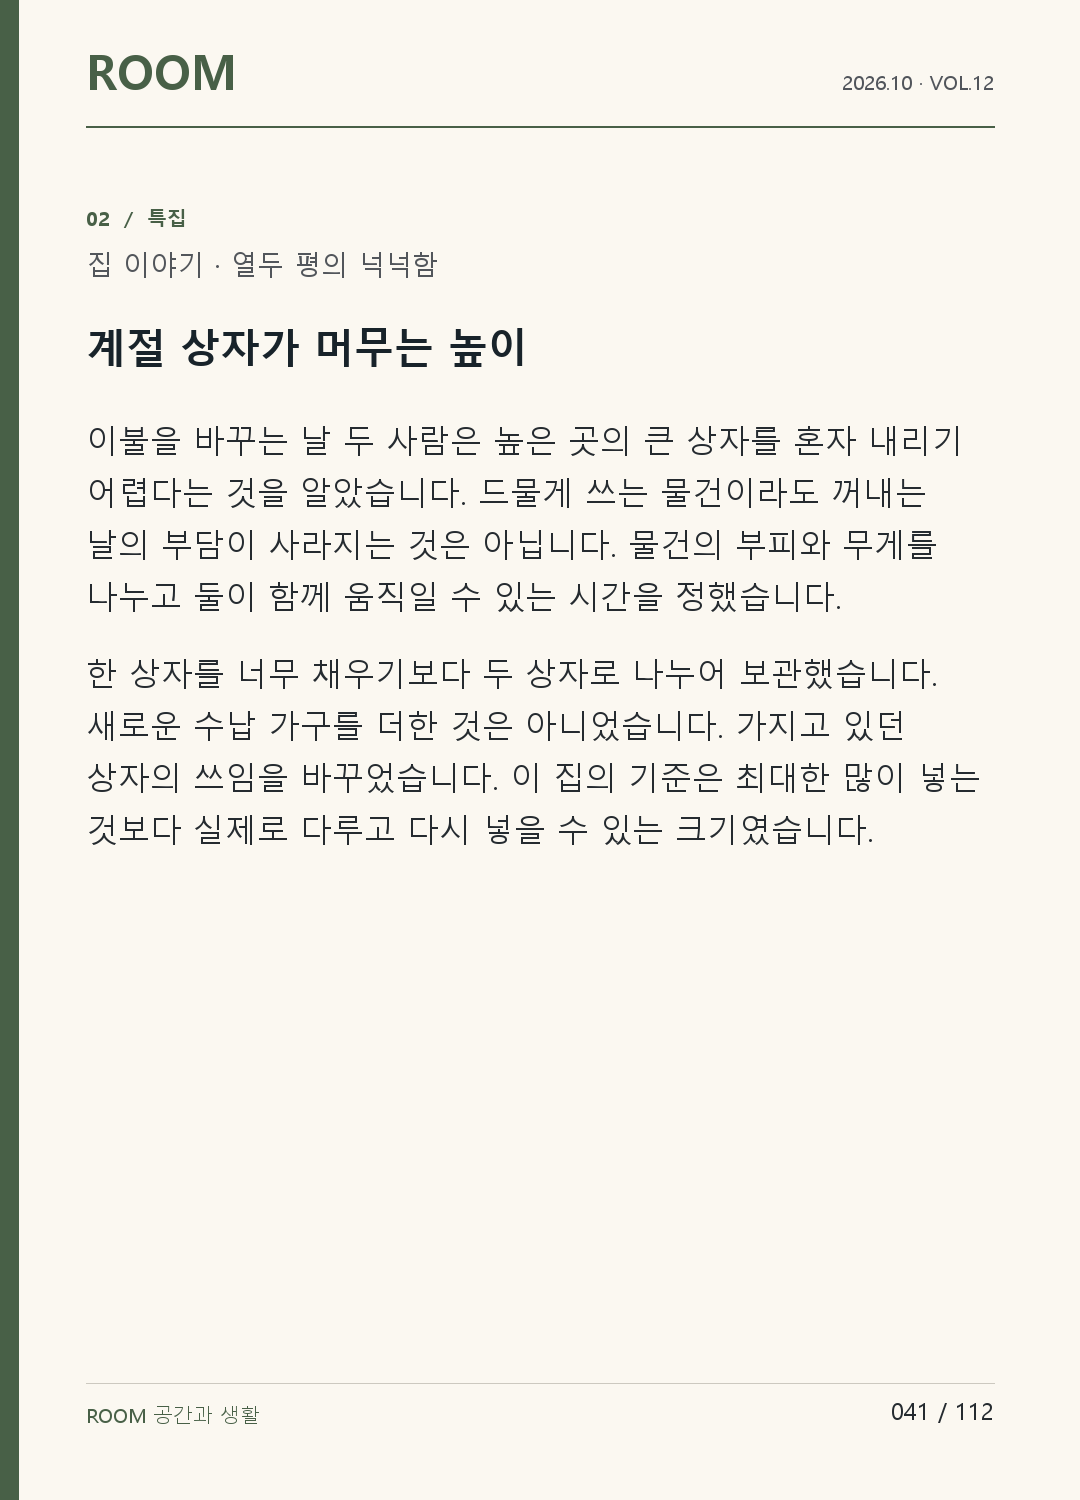 ROOM
2026.10 · VOL.12
02 / 특집
집 이야기 · 열두 평의 넉넉함
계절 상자가 머무는 높이
이불을 바꾸는 날 두 사람은 높은 곳의 큰 상자를 혼자 내리기
어렵다는 것을 알았습니다. 드물게 쓰는 물건이라도 꺼내는
날의 부담이 사라지는 것은 아닙니다. 물건의 부피와 무게를
나누고 둘이 함께 움직일 수 있는 시간을 정했습니다.
한 상자를 너무 채우기보다 두 상자로 나누어 보관했습니다.
새로운 수납 가구를 더한 것은 아니었습니다. 가지고 있던
상자의 쓰임을 바꾸었습니다. 이 집의 기준은 최대한 많이 넣는
것보다 실제로 다루고 다시 넣을 수 있는 크기였습니다.
ROOM 공간과 생활
041 / 112